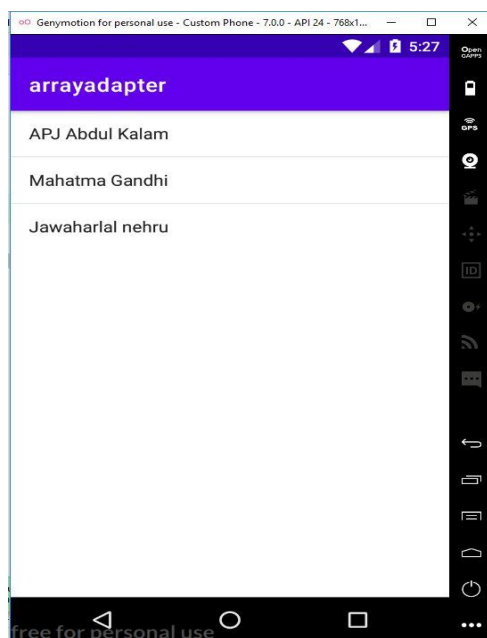 Genymotion for personal use - Custom Phone - 7.0.0 - API 24 - 768x1...
5:27
Open
GAPPS
arrayadapter
GPS
APJ Abdul Kalam
Mahatma Gandhi
Jawaharlal nehru
ID
free for personal use